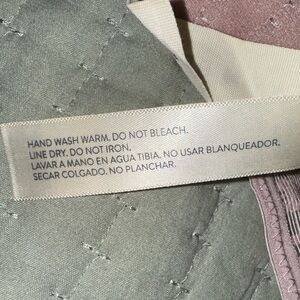 HAND WASH WARM. DO NOT BLEACH.
LINE DRY. DO NOT IRON.
LAVAR A MANO EN AGUA TIBIA. NO USAR BLANQUEADOR.
SECAR COLGADO. NO PLANCHAR.